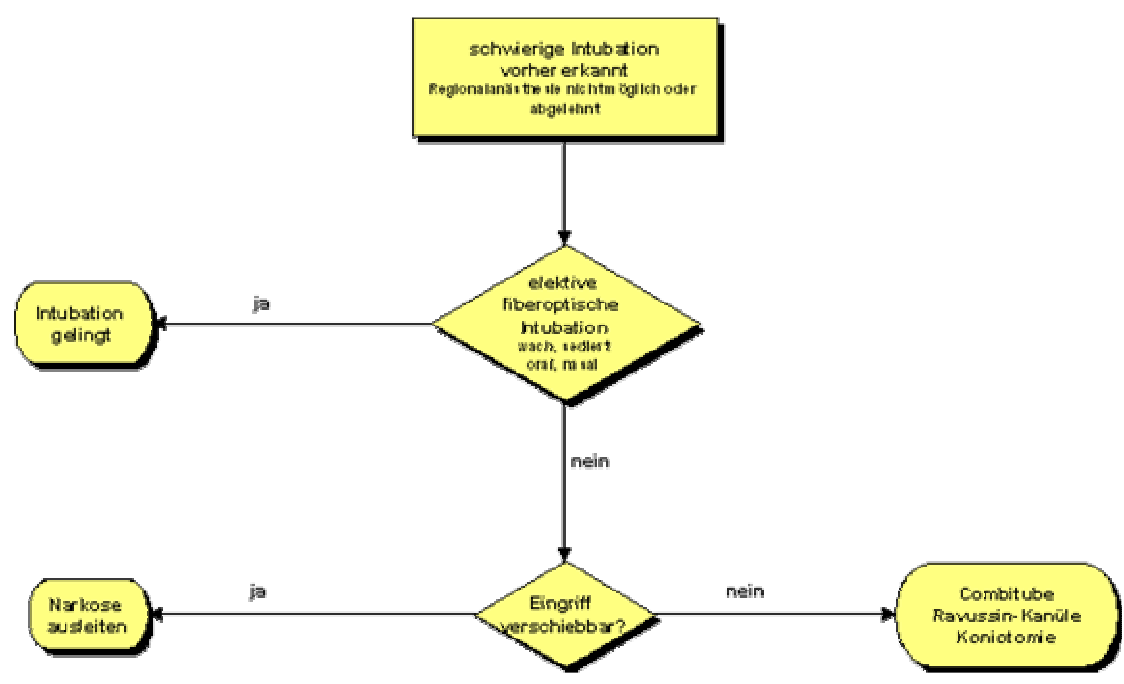 schwierige Intubation
vorher erkannt
Regionalanästhesie nicht möglich oder
abgelehnt
elektive
fiberoptische
Intubation
wach, sediert
oral, nasal
ja
Intubation
gelingt
nein
Eingriff
verschiebbar?
ja
Narkose
ausleiten
nein
Combitube
Ravussin-Kanüle
Koniotomie